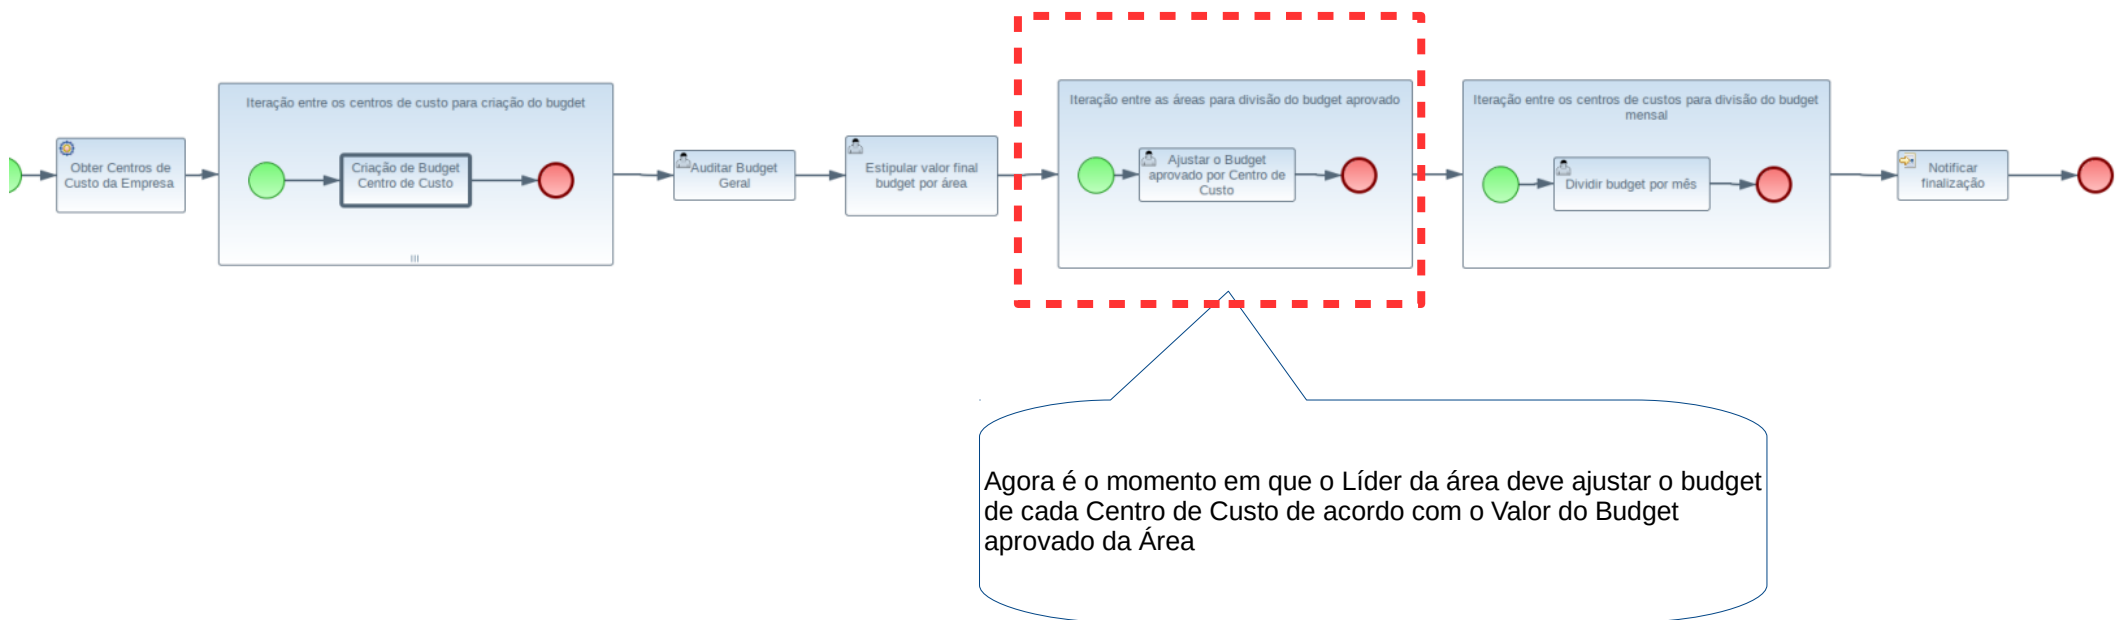 Obter Centros de
Custo da Empresa
Iteração entre os centros de custo para criação do bugdet
Criação de Budget
Centro de Custo
Auditar Budget
Geral
Estipular valor final
budget por área
Iteração entre as áreas para divisão do budget aprovado
Ajustar o Budget
aprovado por Centro de
Custo
Iteração entre os centros de custos para divisão do budget
mensal
Dividir budget por mês
Notificar
finalização
Agora é o momento em que o Líder da área deve ajustar o budget
de cada Centro de Custo de acordo com o Valor do Budget
aprovado da Área